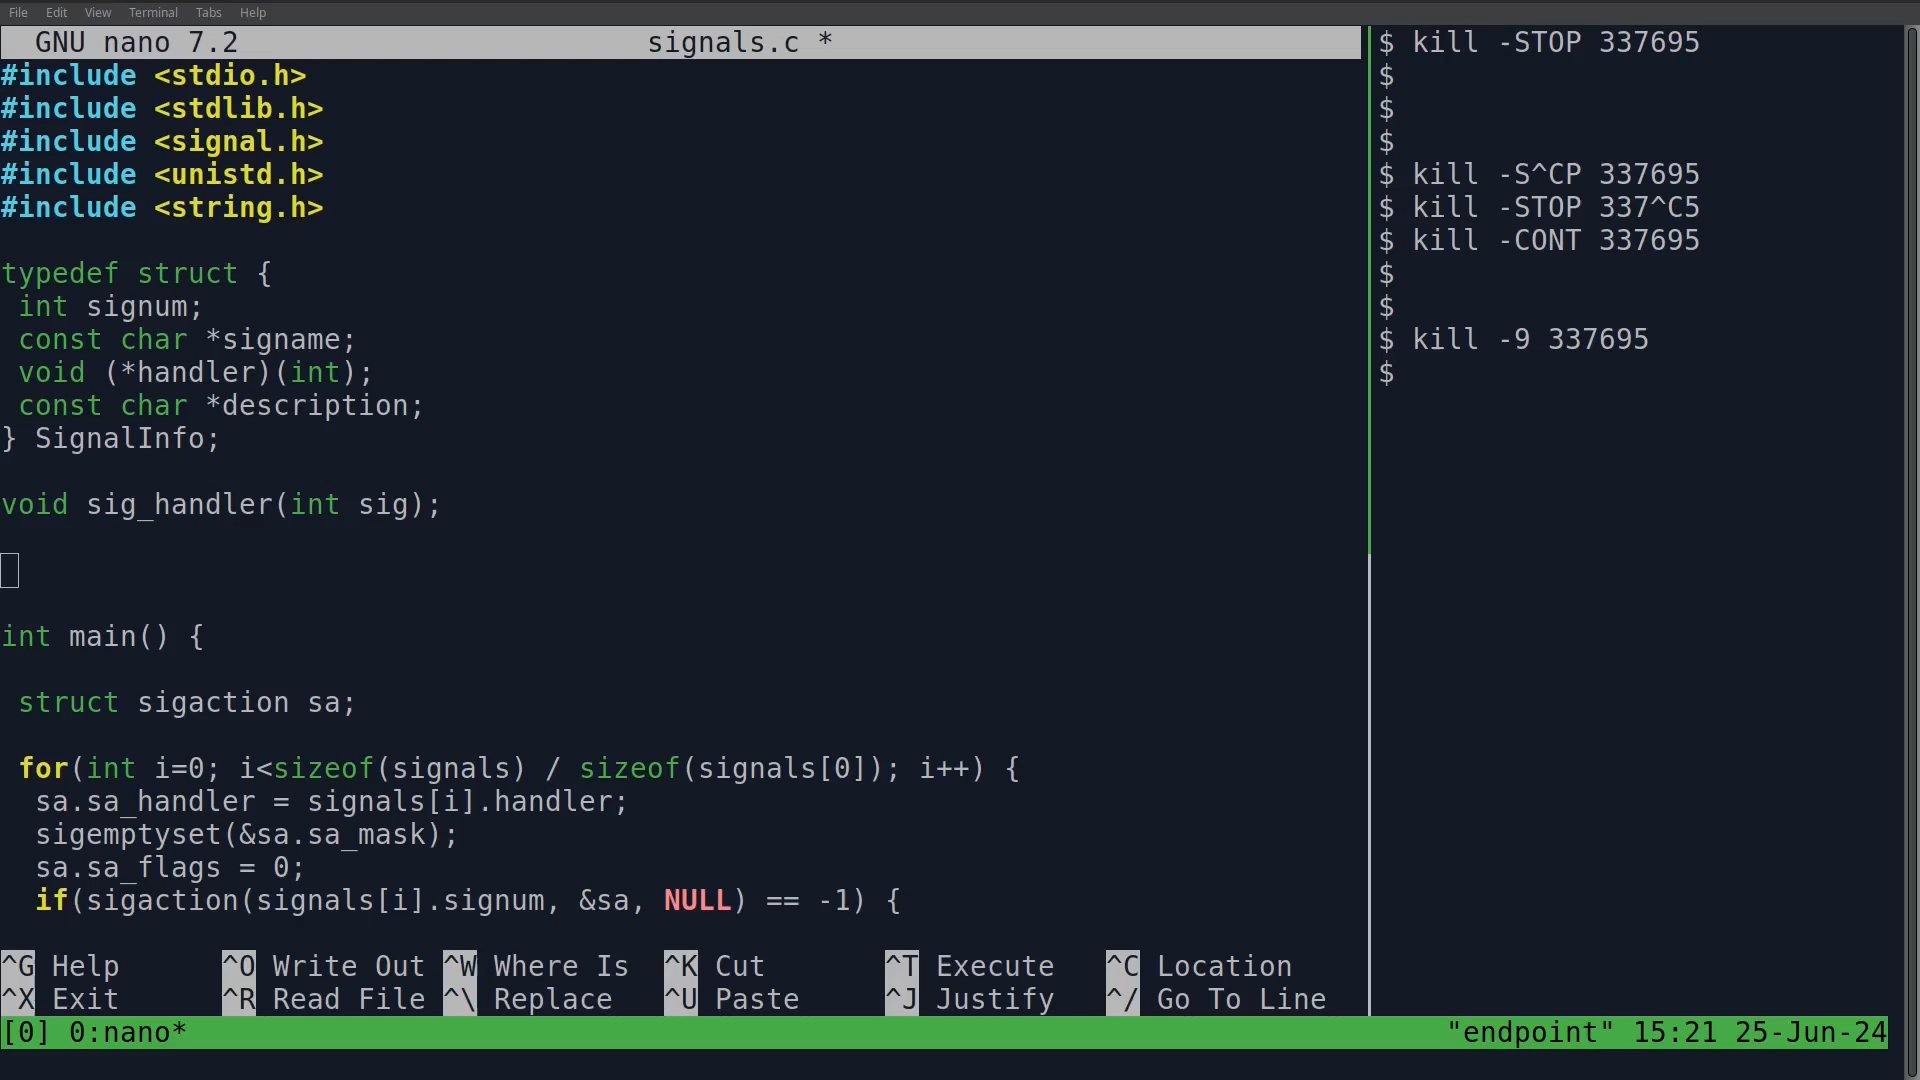 File Edit View Terminal Tabs Help
GNU nano 7.2 signals.c *
#include <stdio.h>
#include <stdlib.h>
#include <signal.h>
#include <unistd.h>
#include <string.h>
typedef struct {
int signum;
const char *signame;
void (*handler)(int);
const char *description;
} SignalInfo;
void sig_handler(int sig);
int main() {
struct sigaction sa;
for(int i=0; i<sizeof(signals) / sizeof(signals[0]); i++) {
sa.sa_handler = signals[i].handler;
sigemptyset(&sa.sa_mask);
sa.sa_flags = 0;
if(sigaction(signals[i].signum, &sa, NULL) == -1) {
^G Help ^O Write Out ^W Where Is ^K Cut ^T Execute ^C Location
^X Exit ^R Read File ^\ Replace ^U Paste ^J Justify ^/ Go To Line
$ kill -STOP 337695
$
$
$
$ kill -S^CP 337695
$ kill -STOP 337^C5
$ kill -CONT 337695
$
$
$ kill -9 337695
$
[0] 0:nano* "endpoint" 15:21 25-Jun-24